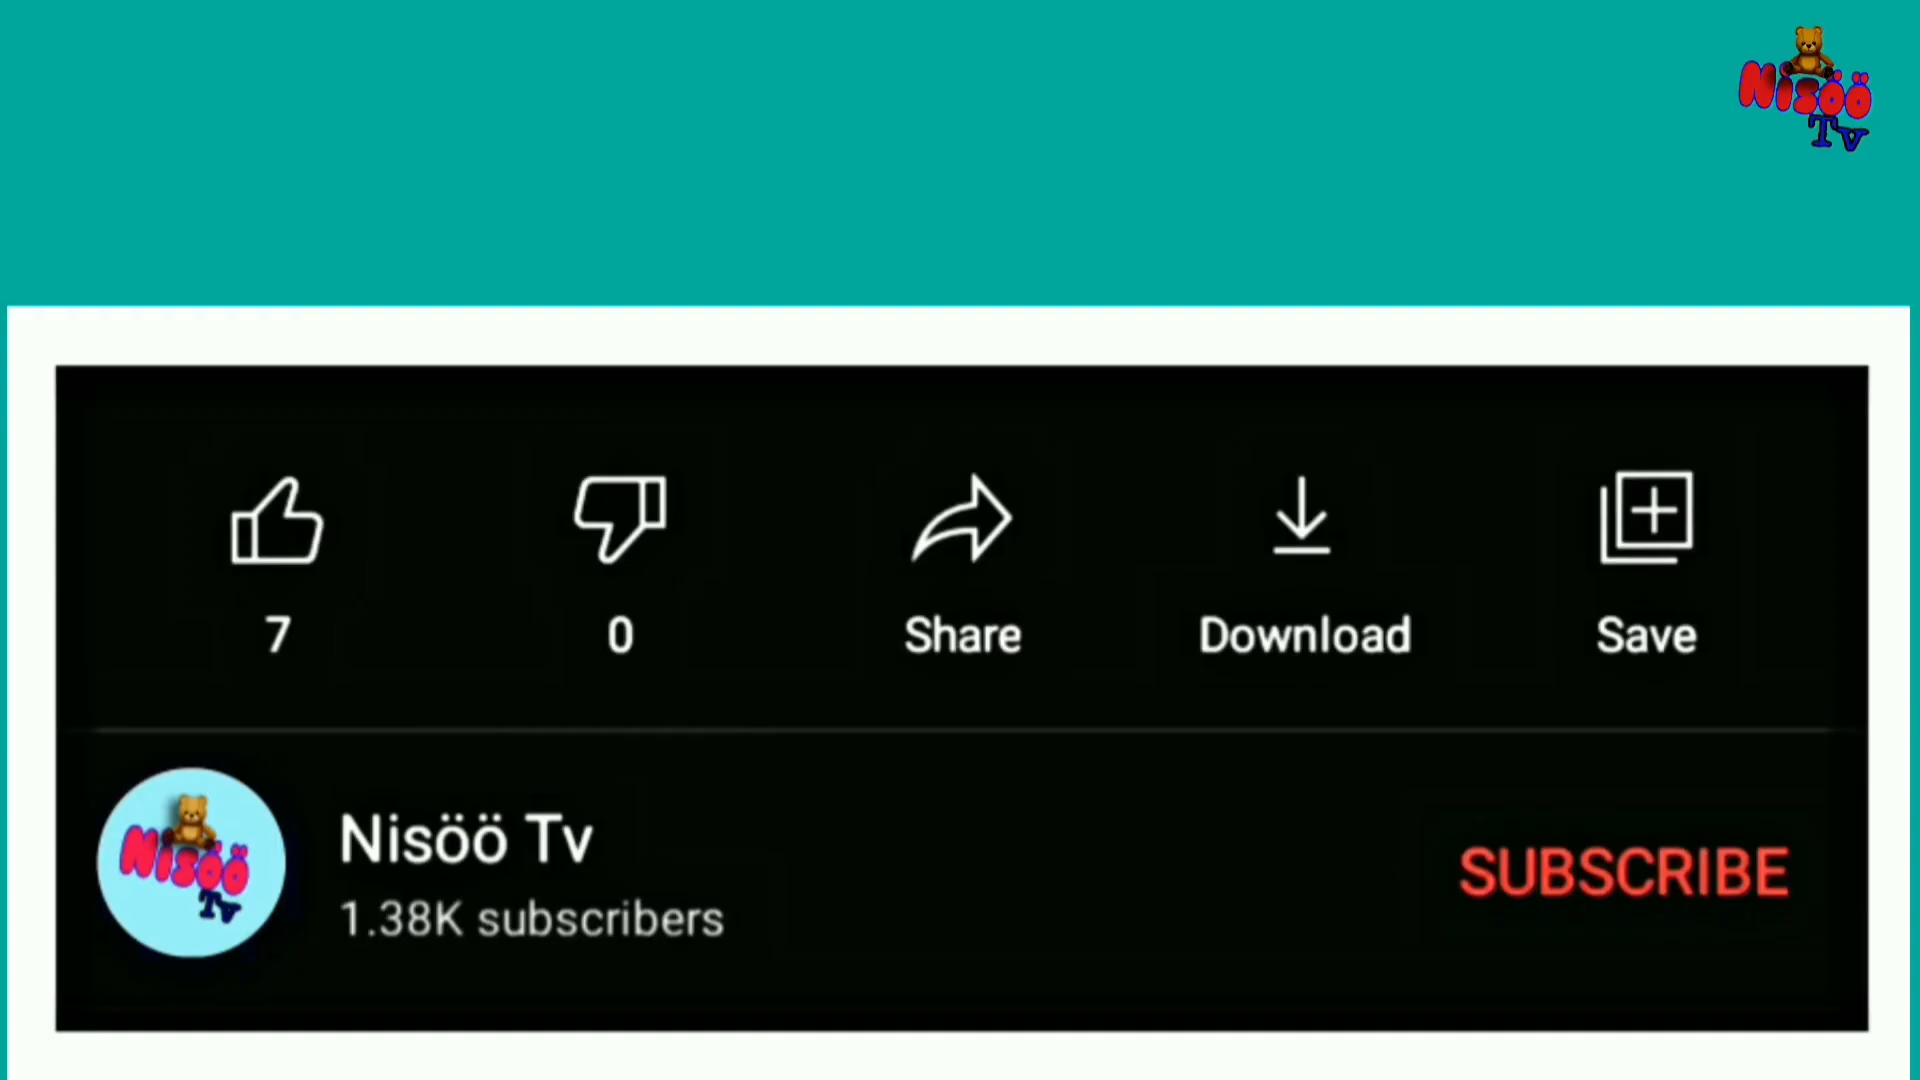 Nisöö
Tv
7
0
Share
Download
Save
Nisöö
Tv
Nisöö Tv
1.38K subscribers
SUBSCRIBE